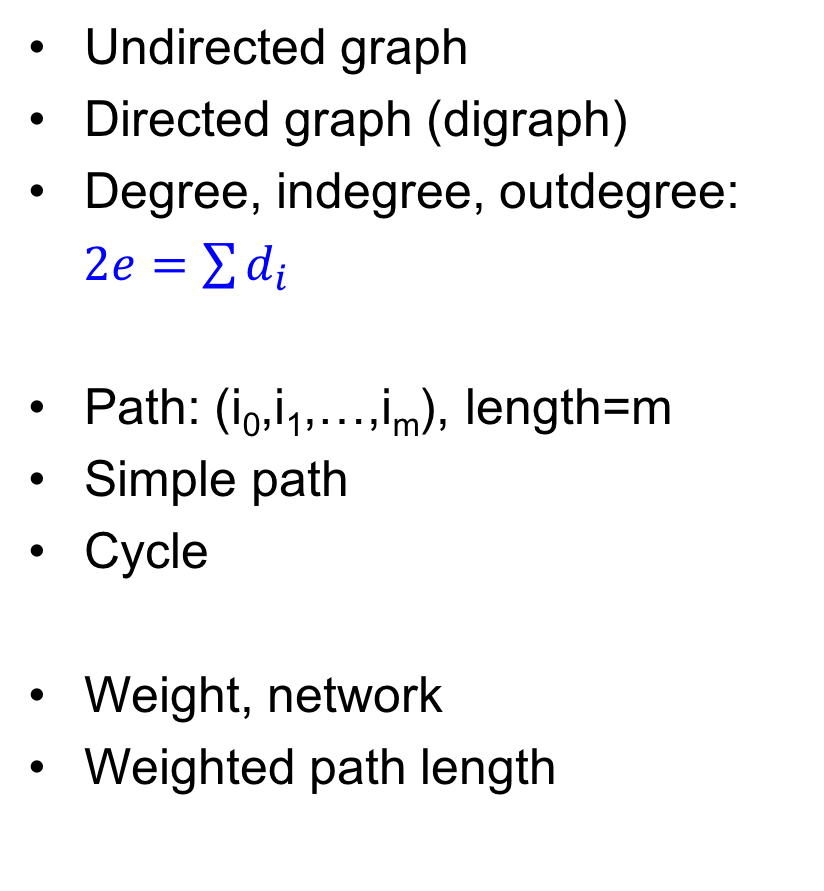 • Undirected graph
• Directed graph (digraph)
• Degree, indegree, outdegree:
2e = ∑ dᵢ
• Path: (i₀,i₁,…,iₘ), length=m
• Simple path
• Cycle
• Weight, network
• Weighted path length